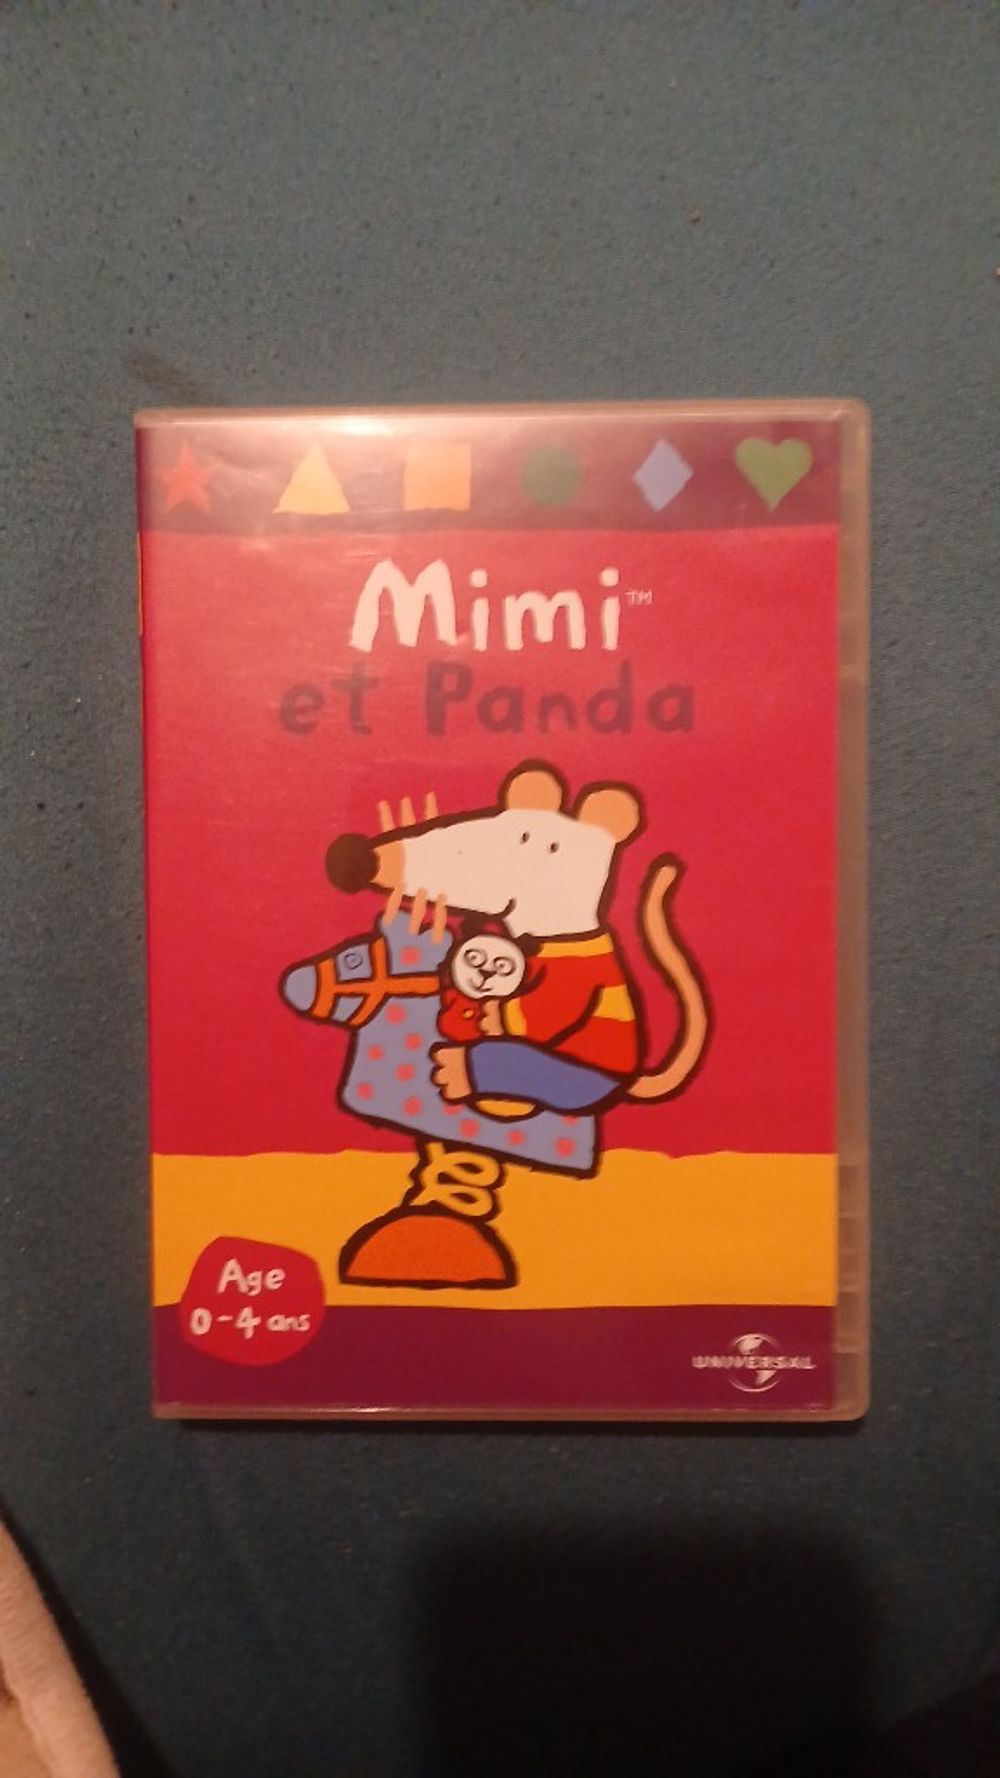 Mimi™
et Panda
Age
0-4 ans
UNIVERSAL